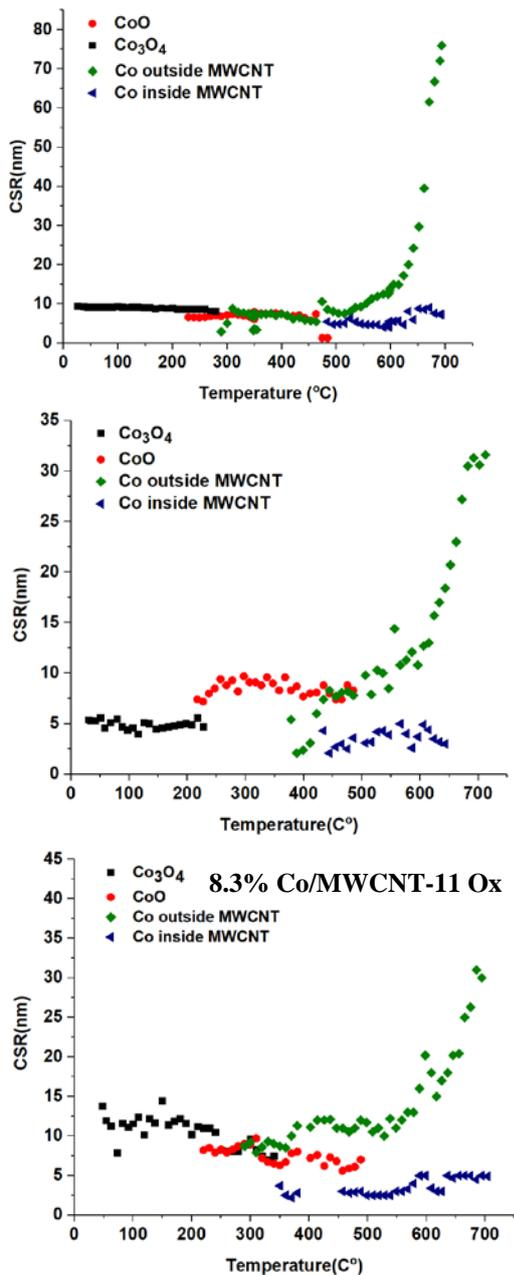 CoO
Co₃O₄
Co outside MWCNT
Co inside MWCNT
80
70
60
50
40
30
20
10
0
CSR(nm)
0 100 200 300 400 500 600 700
Temperature (°C)
Co₃O₄
CoO
Co outside MWCNT
Co inside MWCNT
35
30
25
20
15
10
5
0
CSR(nm)
0 100 200 300 400 500 600 700
Temperature(C°)
8.3% Co/MWCNT-11 Ox
Co₃O₄
CoO
Co outside MWCNT
Co inside MWCNT
45
40
35
30
25
20
15
10
5
0
CSR(nm)
0 100 200 300 400 500 600 700
Temperature(C°)